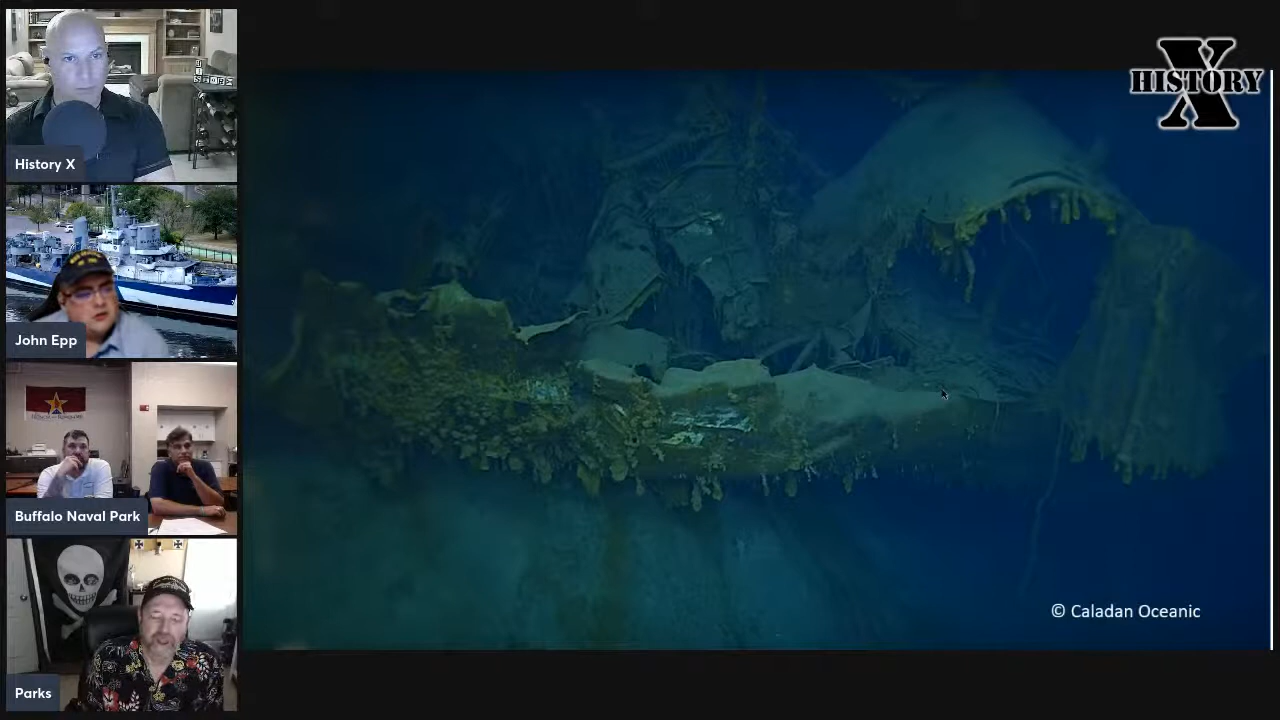 History X
John Epp
Buffalo Naval Park
Parks
X
HISTORY
© Caladan Oceanic